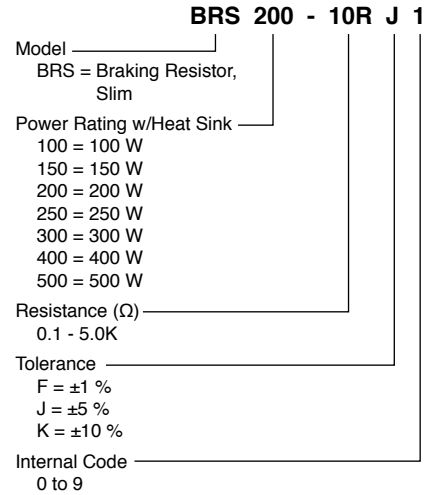 BRS 200 - 10R J 1
Model
BRS = Braking Resistor,
Slim
Power Rating w/Heat Sink
100 = 100 W
150 = 150 W
200 = 200 W
250 = 250 W
300 = 300 W
400 = 400 W
500 = 500 W
Resistance (Ω)
0.1 - 5.0K
Tolerance
F = ±1 %
J = ±5 %
K = ±10 %
Internal Code
0 to 9